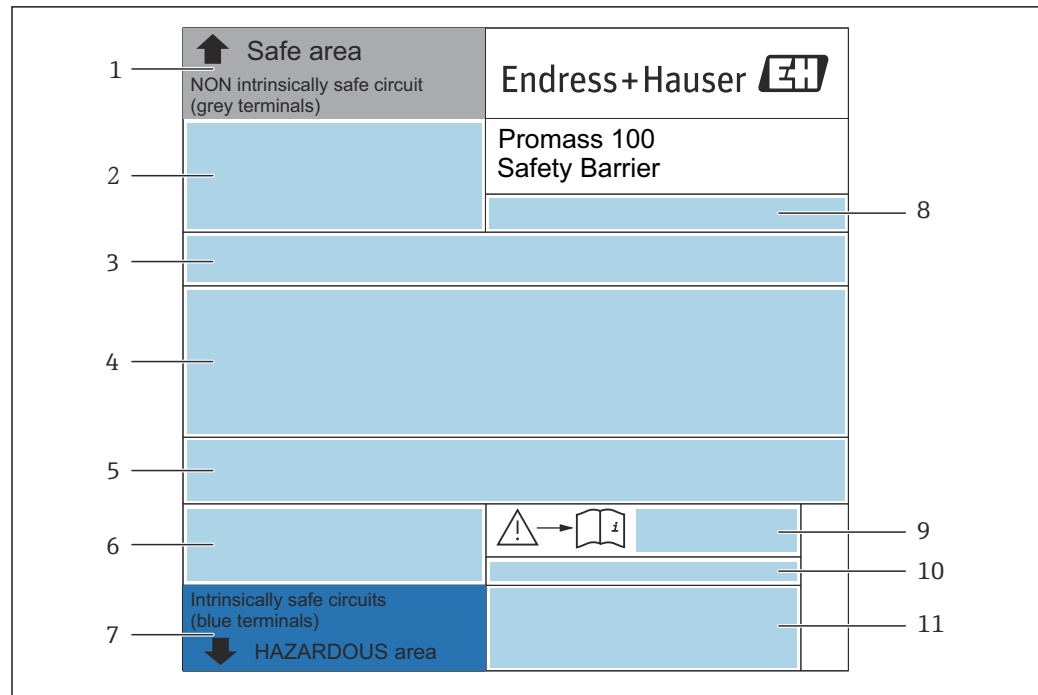 Safe area
1
NON intrinsically safe circuit
(grey terminals)
Endress+Hauser EH
Promass 100
Safety Barrier
2
8
3
4
5
6
i
9
10
Intrinsically safe circuits
(blue terminals)
7
HAZARDOUS area
11